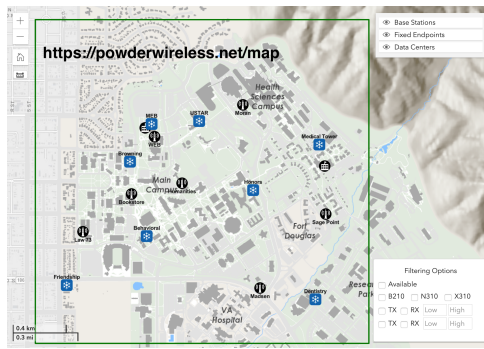 Base Stations
Fixed Endpoints
Data Centers
https://powderwireless.net/map
Health
Sciences
Campus
Moran
USTAR
MEB
WEB
Medical Tower
Browning
Main
Campus
Humanities
Honors
Bookstore
Sage Point
Fort
Douglas
Law 73
Behavioral
Friendship
Madsen
Dentistry
Resear
Park
VA
Hospital
Filtering Options
Available
B210 N310 X310
TX RX Low High
TX RX Low High
0.4 km
0.3 mi